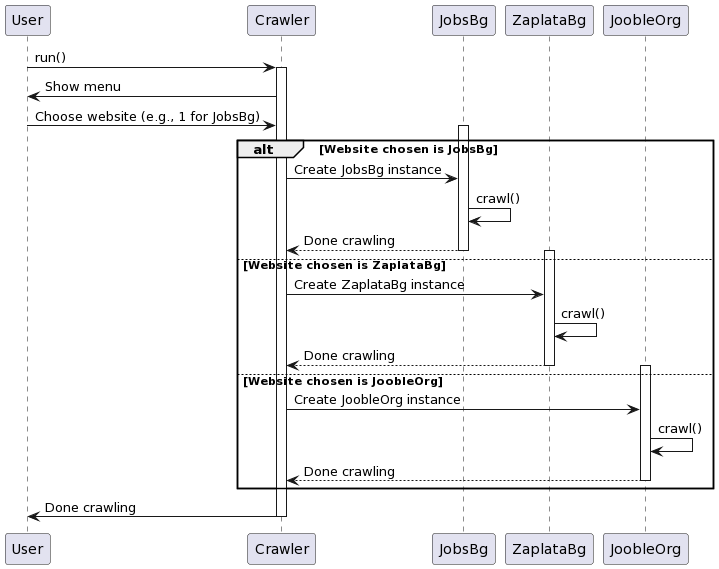 User Crawler JobsBg ZaplataBg JoobleOrg
run()
Show menu
Choose website (e.g., 1 for JobsBg)
alt [Website chosen is JobsBg]
Create JobsBg instance
crawl()
Done crawling
[Website chosen is ZaplataBg]
Create ZaplataBg instance
crawl()
Done crawling
[Website chosen is JoobleOrg]
Create JoobleOrg instance
crawl()
Done crawling
Done crawling
User Crawler JobsBg ZaplataBg JoobleOrg